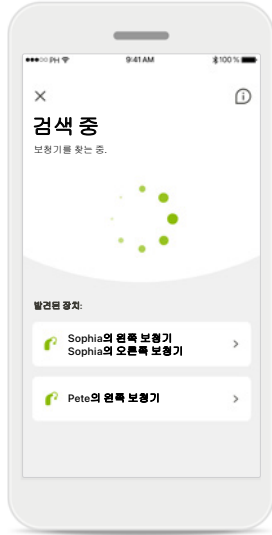 PH
9:41 AM
100 %
검색 중
보청기를 찾는 중.
발견된 장치:
Sophia의 왼쪽 보청기
Sophia의 오른쪽 보청기
Pete의 왼쪽 보청기